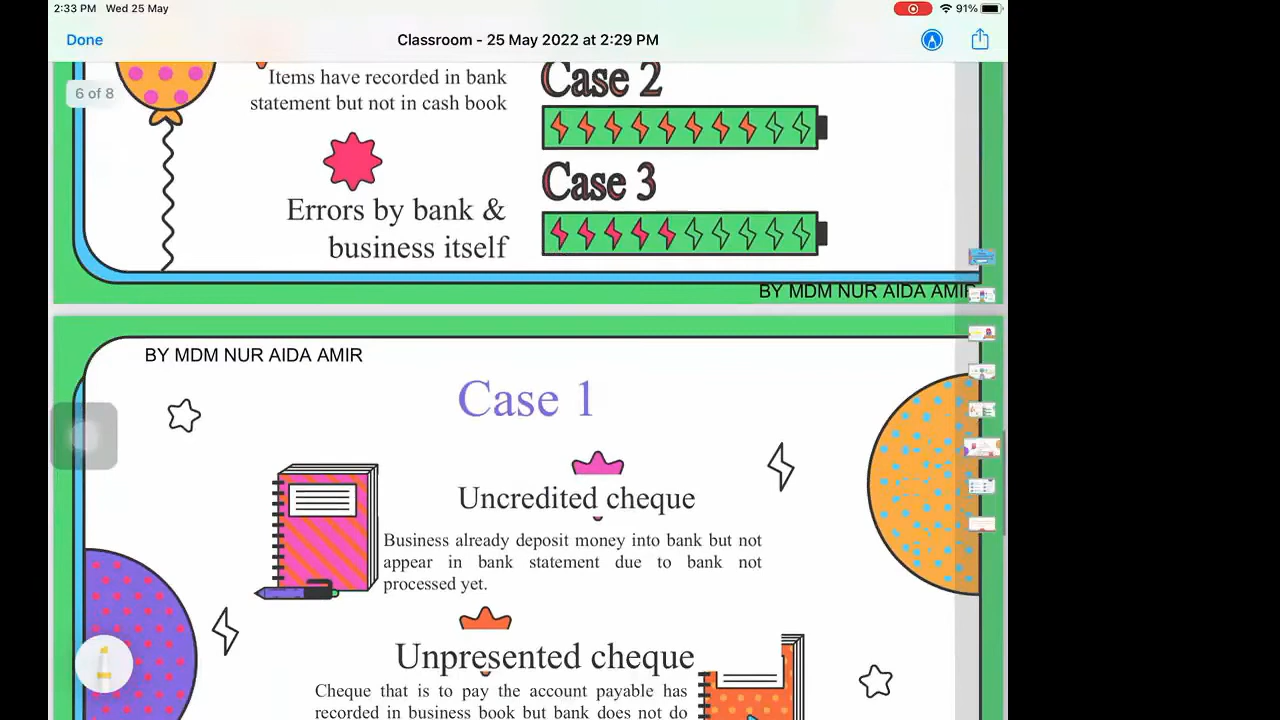 2:33 PM Wed 25 May
91%
Done
Classroom - 25 May 2022 at 2:29 PM
6 of 8
Items have recorded in bank
statement but not in cash book
Case 2
Case 3
Errors by bank &
business itself
BY MDM NUR AIDA AMIR
BY MDM NUR AIDA AMIR
Case 1
Uncredited cheque
Business already deposit money into bank but not
appear in bank statement due to bank not
processed yet.
Unpresented cheque
Cheque that is to pay the account payable has
recorded in business book but bank does not do